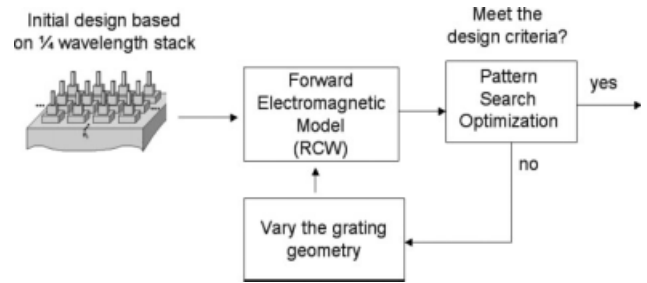 Initial design based
on ¼ wavelength stack
Meet the
design criteria?
Forward
Electromagnetic
Model
(RCW)
Pattern
Search
Optimization
yes
no
Vary the grating
geometry